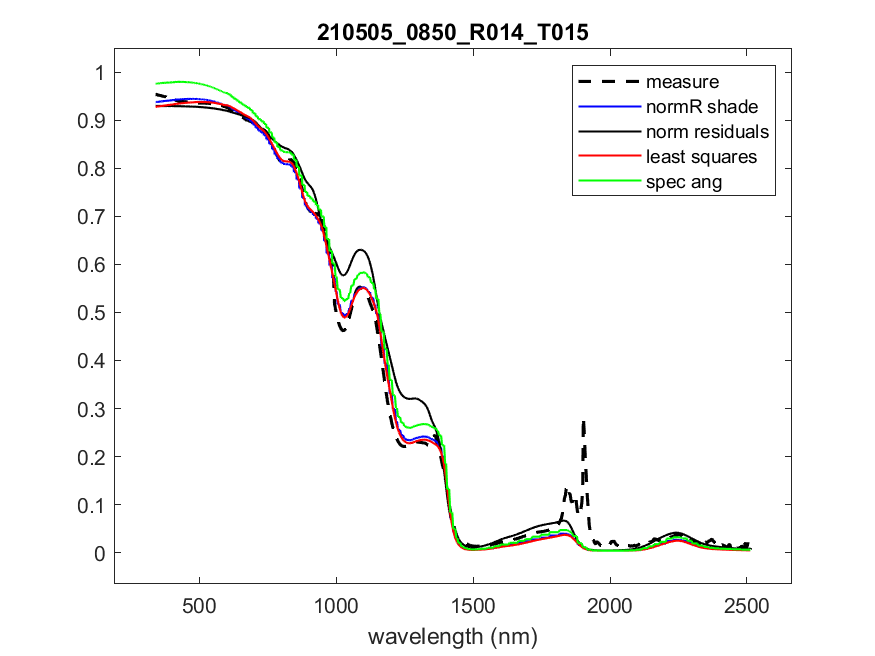 210505_0850_R014_T015
1
0.9
0.8
0.7
0.6
0.5
0.4
0.3
0.2
0.1
0
measure
normR shade
norm residuals
least squares
spec ang
500 1000 1500 2000 2500
wavelength (nm)